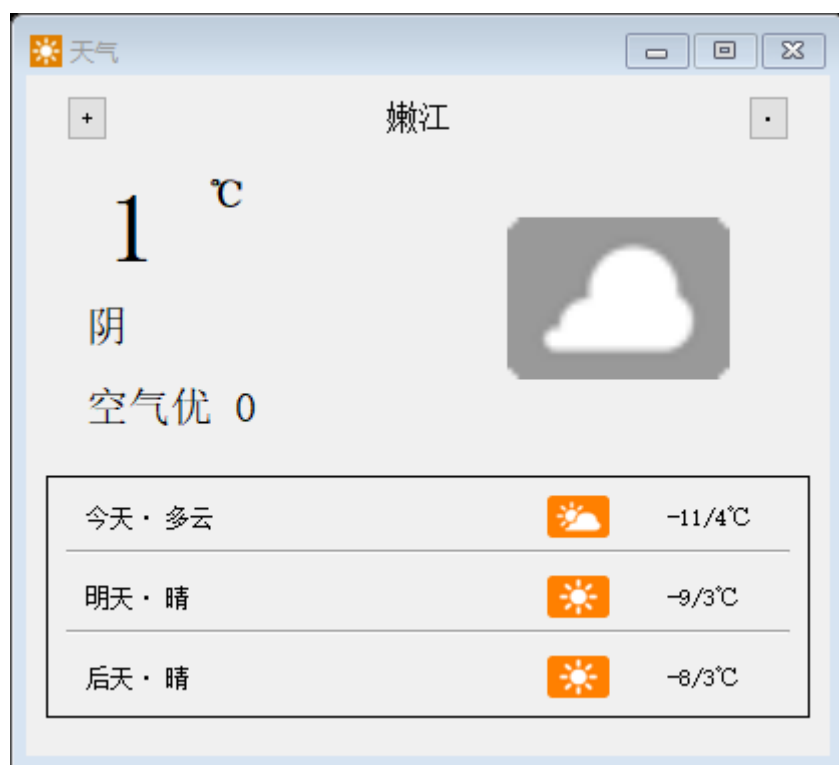 天气
+ 嫩江 ·
1 ℃
阴
空气优 0
今天· 多云 -11/4℃
明天· 晴 -9/3℃
后天· 晴 -8/3℃